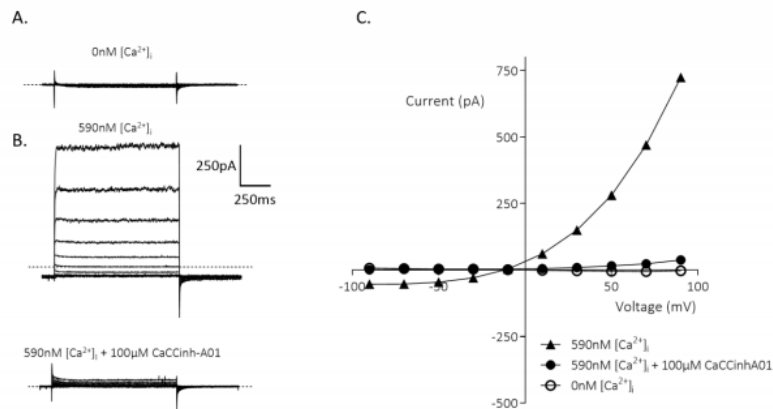 A.
0nM [Ca²⁺]ᵢ
590nM [Ca²⁺]ᵢ
B.
250pA
250ms
590nM [Ca²⁺]ᵢ + 100µM CaCCinh-A01
C.
750
Current (pA)
500
250
-100
-50
50
100
Voltage (mV)
-250
-500
590nM [Ca²⁺]ᵢ
590nM [Ca²⁺]ᵢ + 100µM CaCCinhA01
0nM [Ca²⁺]ᵢ